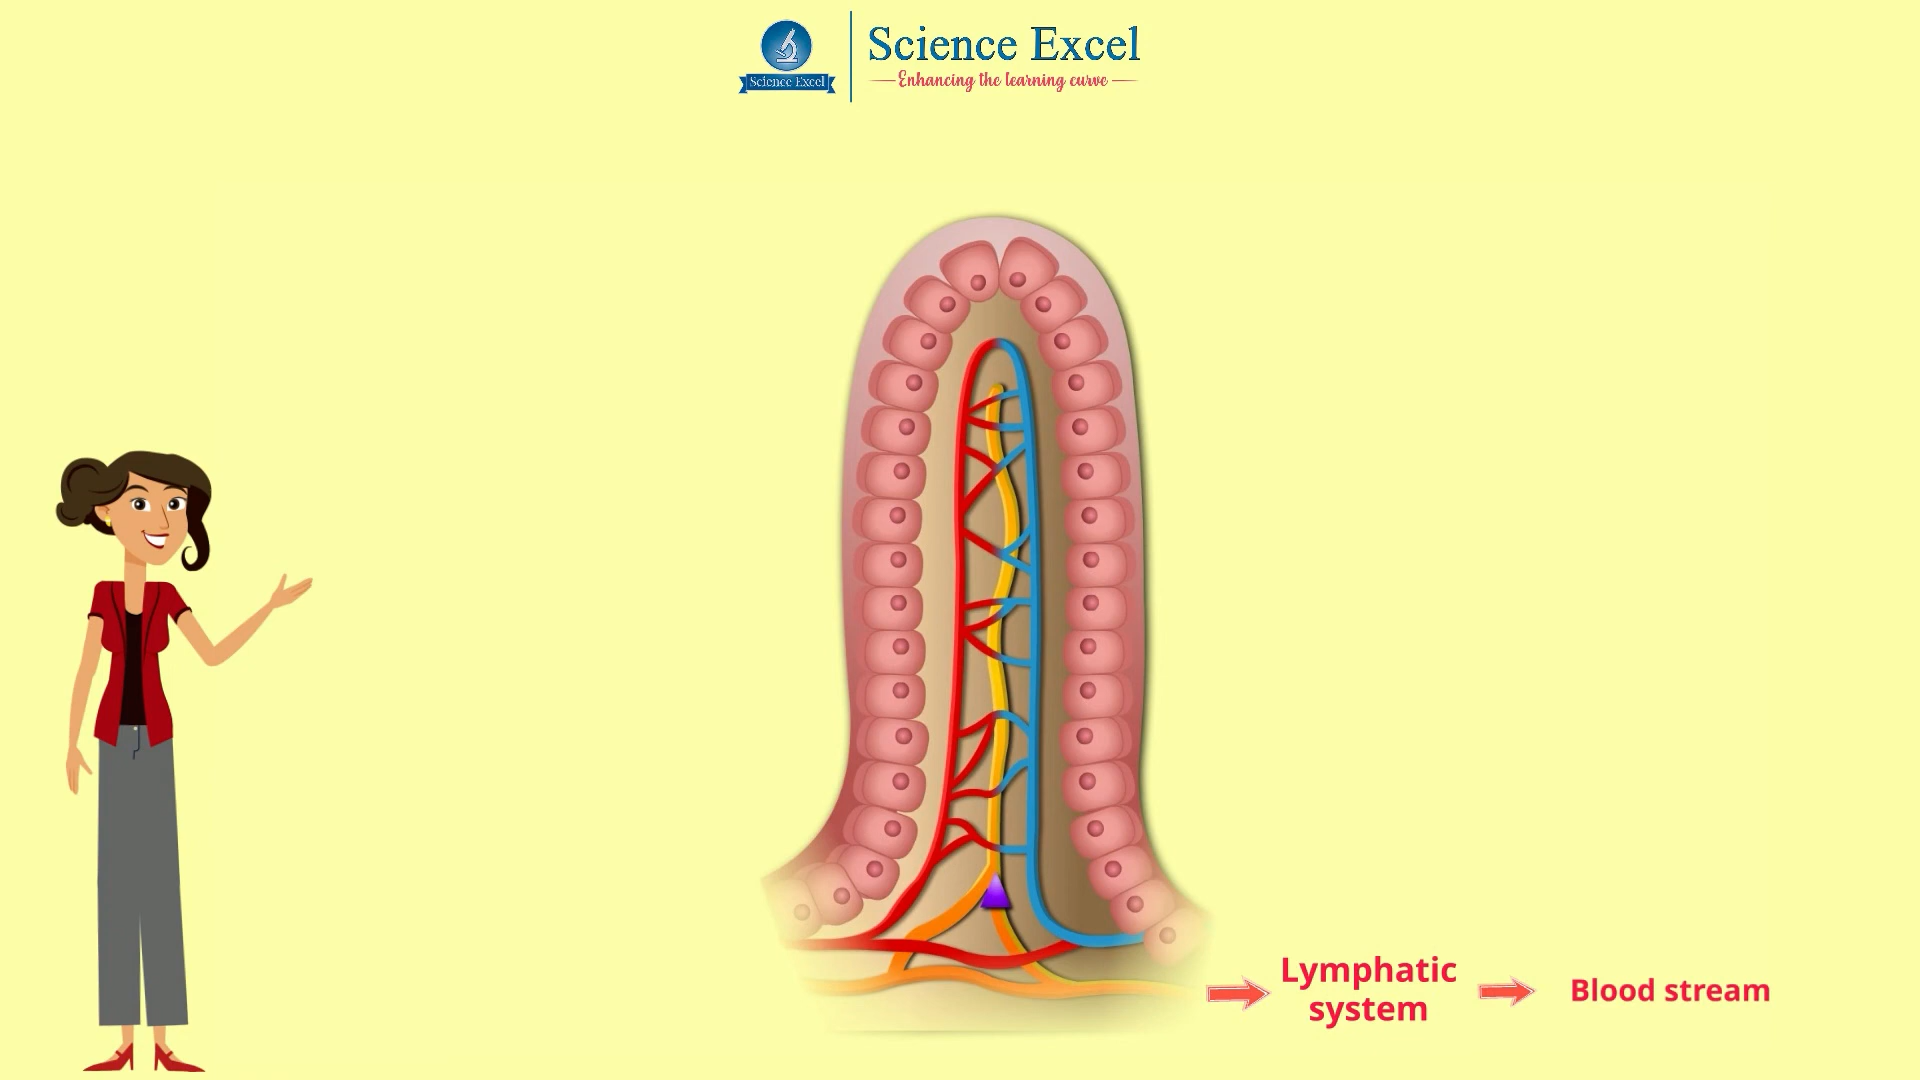 Science Excel
Science Excel
Enhancing the learning curve
Lymphatic
system
Blood stream